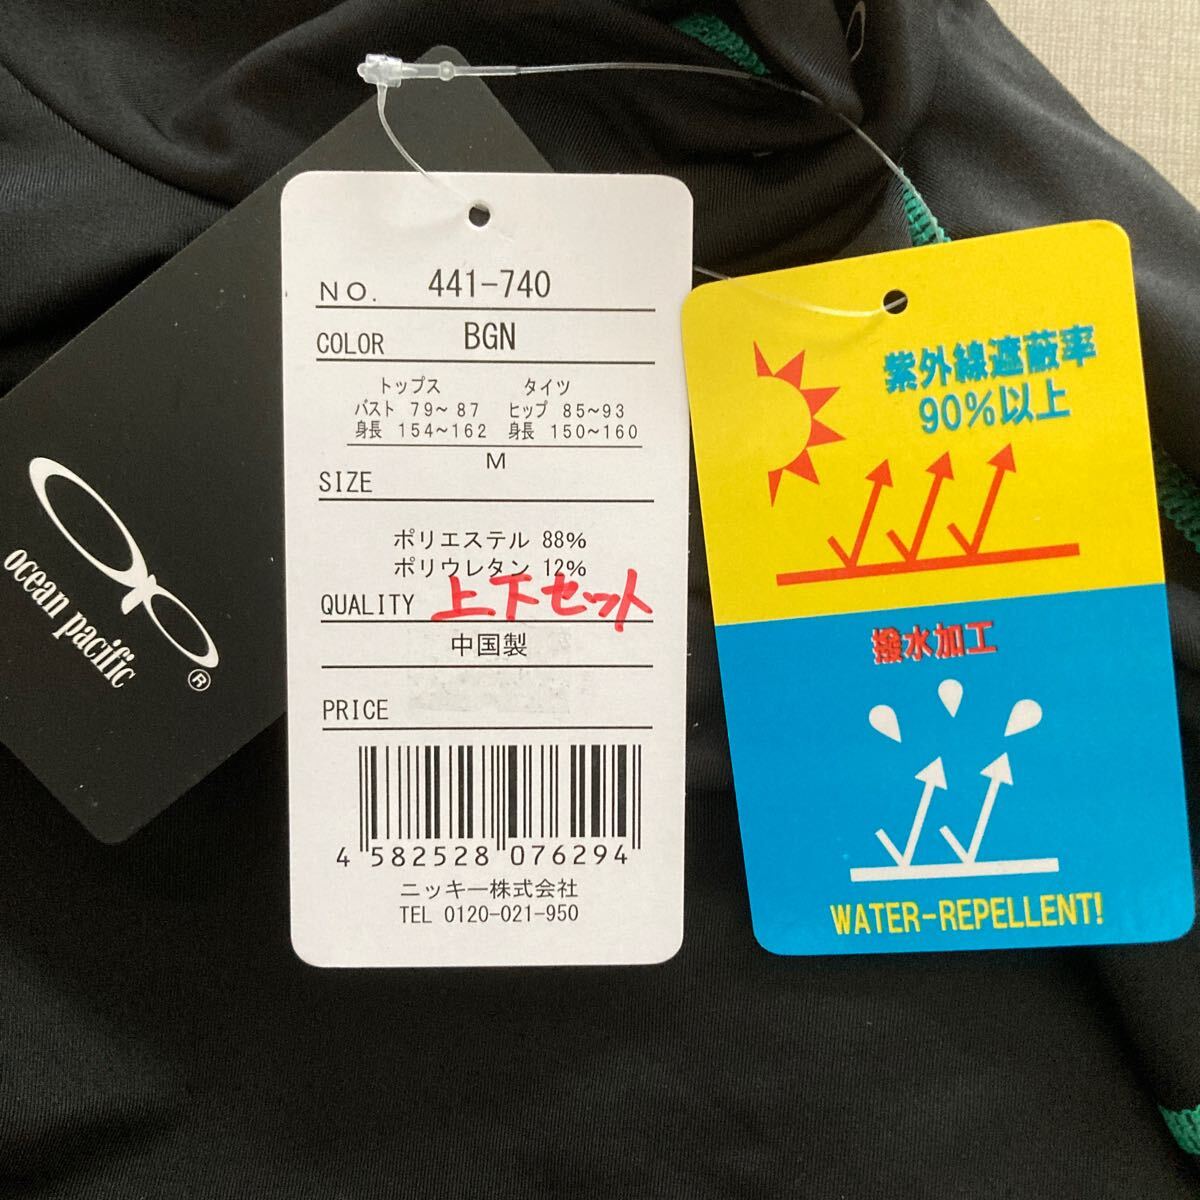 op
ocean pacific
®
NO. 441-740
COLOR BGN
トップス タイツ
バスト 79~87 ヒップ 85~93
身長 154~162 身長 150~160
M
SIZE
ポリエステル 88%
ポリウレタン 12%
QUALITY 上下セット
中国製
PRICE
4 582528 076294
ニッキー株式会社
TEL 0120-021-950
紫外線遮蔽率
90%以上
撥水加工
WATER-REPELLENT!